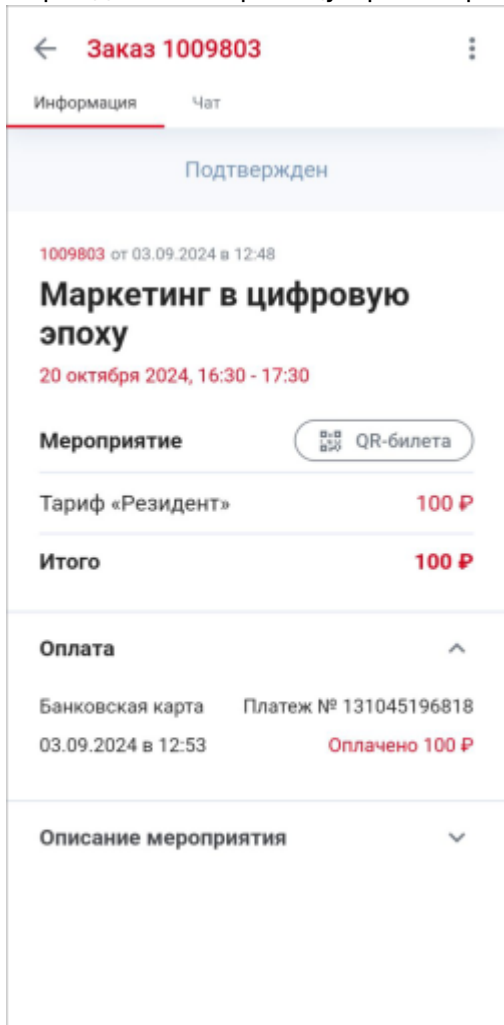 Заказ 1009803
Информация Чат
Подтвержден
1009803 от 03.09.2024 в 12:48
Маркетинг в цифровую
эпоху
20 октября 2024, 16:30 - 17:30
Мероприятие QR-билета
Тариф «Резидент» 100 ₽
Итого 100 ₽
Оплата
Банковская карта Платеж № 131045196818
03.09.2024 в 12:53 Оплачено 100 ₽
Описание мероприятия